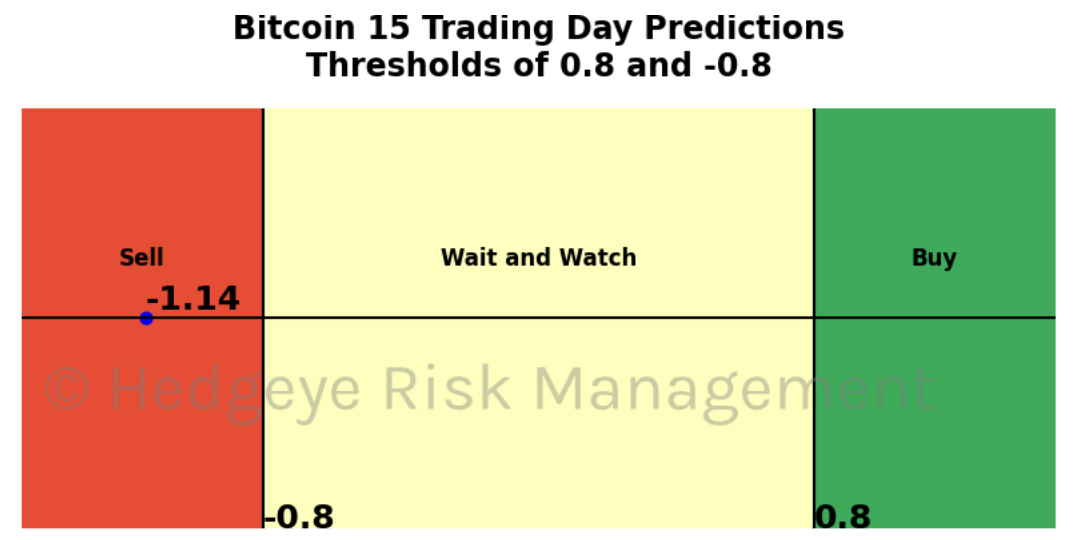 Bitcoin 15 Trading Day Predictions
Thresholds of 0.8 and -0.8
Sell
Wait and Watch
Buy
-1.14
© Hedgeye Risk Management
-0.8
0.8